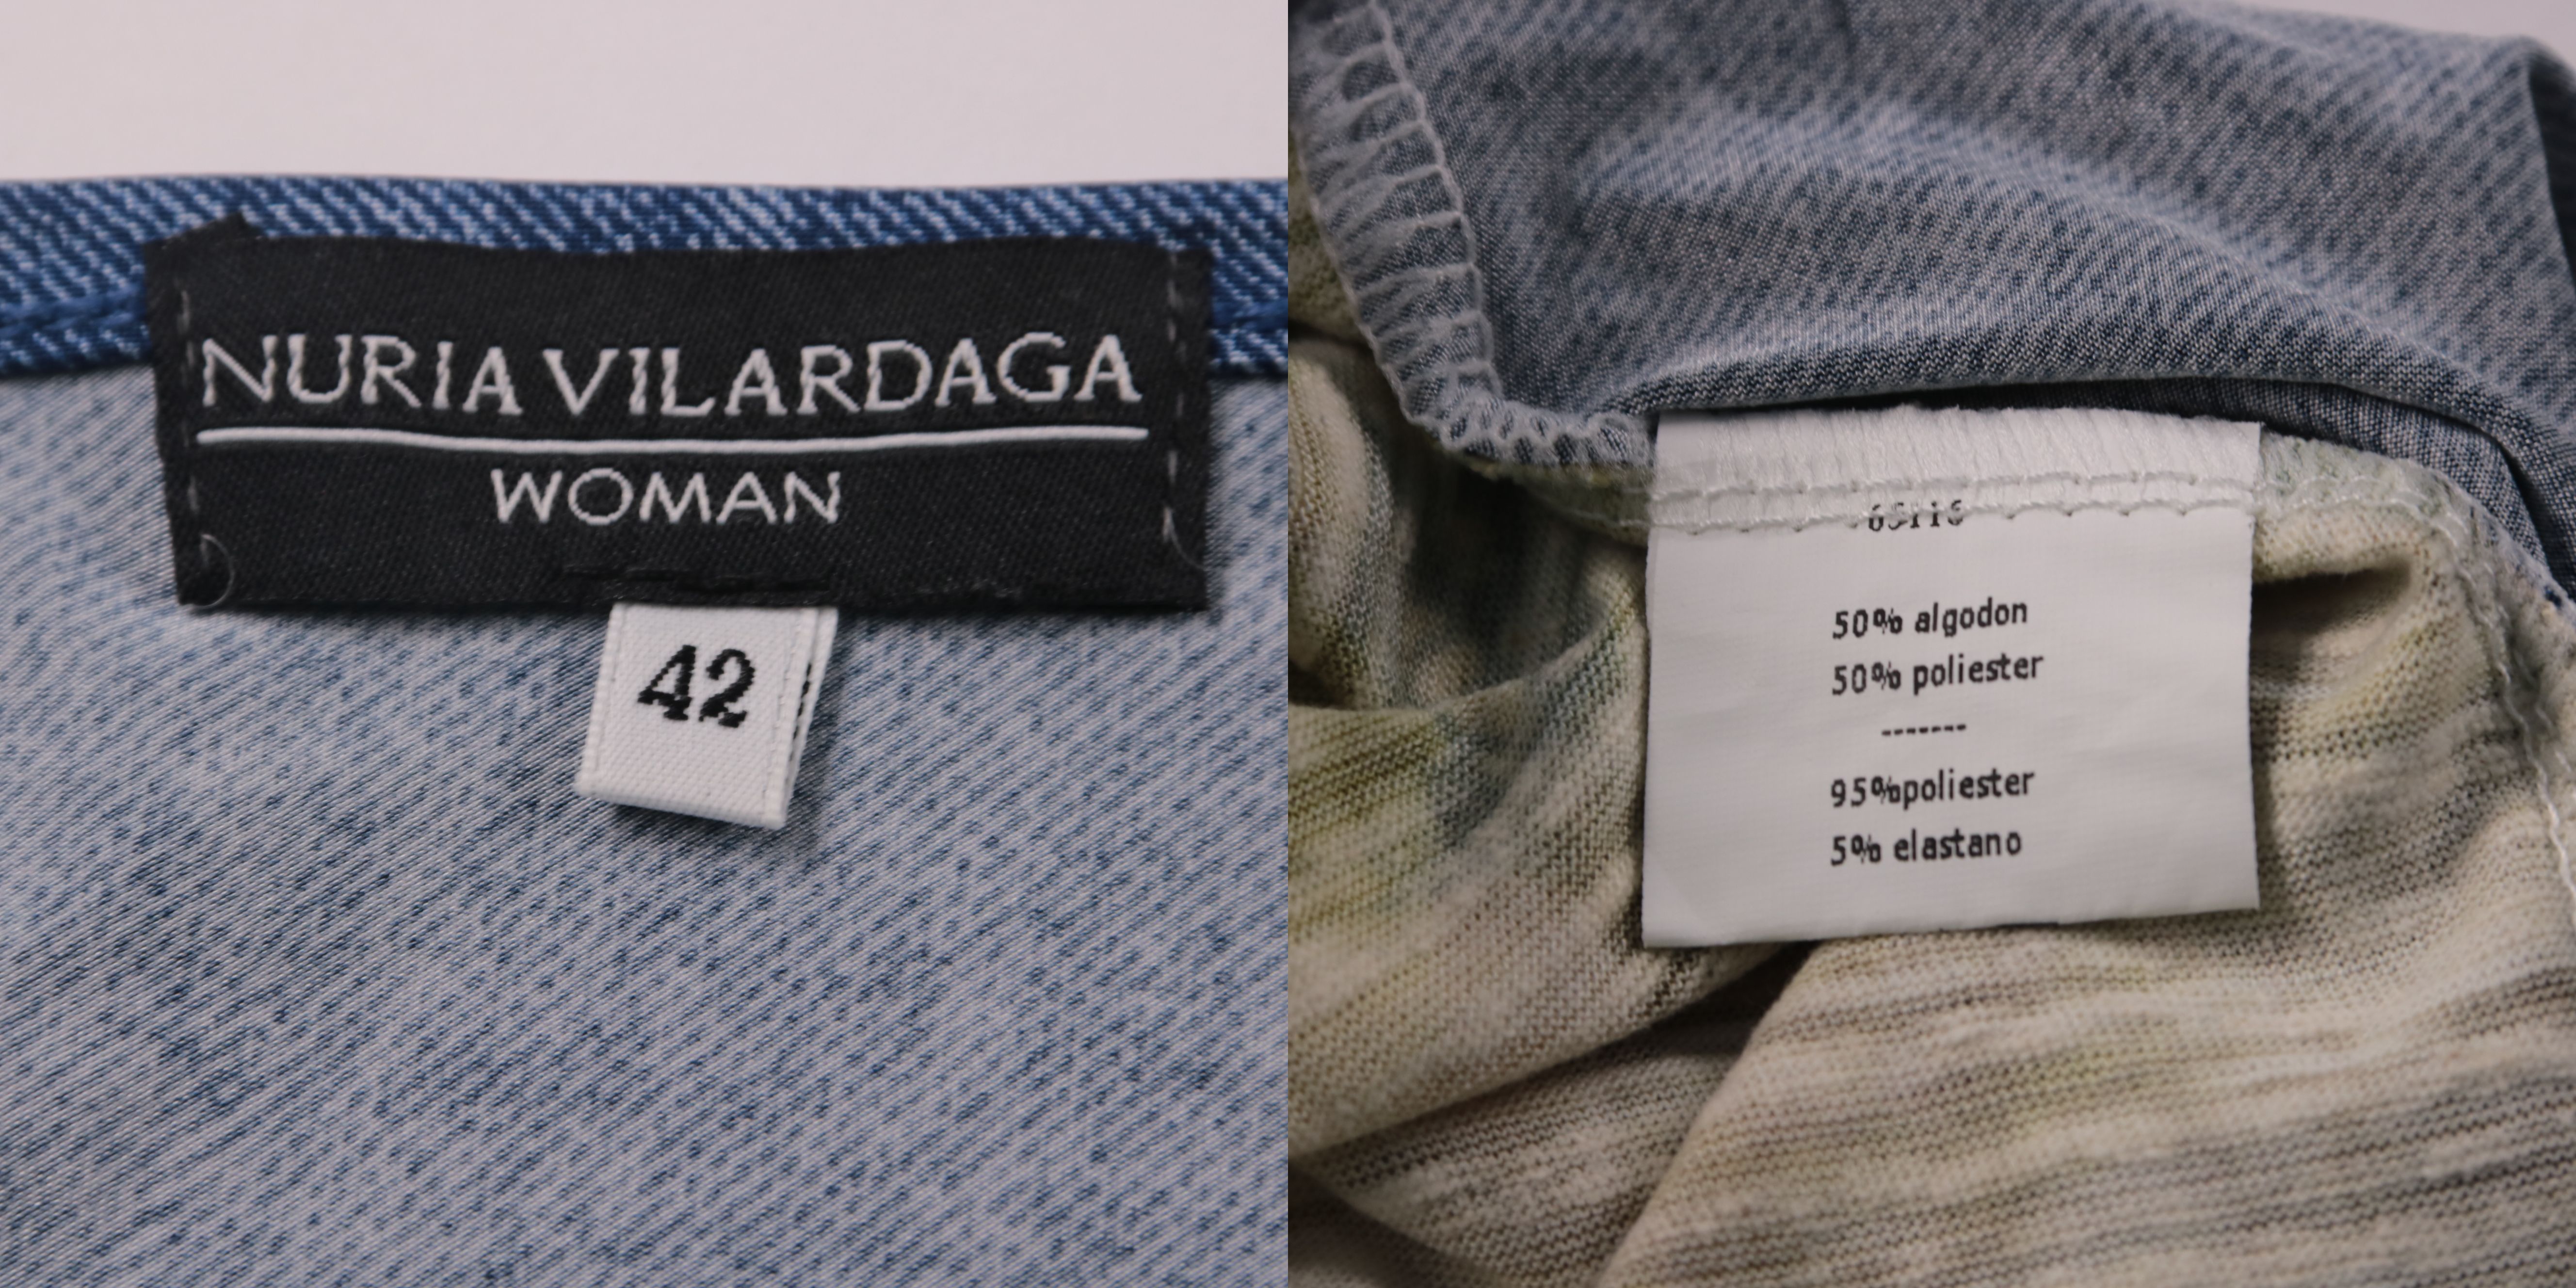 NURIA VILARDAGA
WOMAN
42
50% algodon
50% poliester
-------
95%poliester
5% elastano